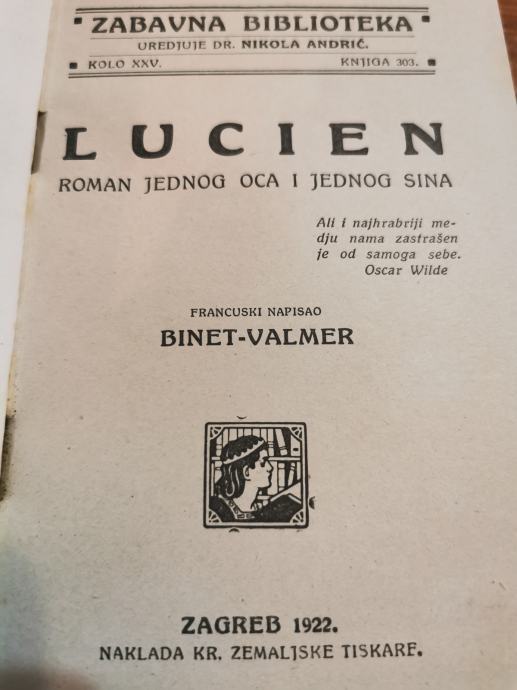 ZABAVNA BIBLIOTEKA
UREDJUJE DR. NIKOLA ANDRIĆ.
KOLO XXV. KNJIGA 303.
LUCIEN
ROMAN JEDNOG OCA I JEDNOG SINA
Ali i najhrabriji me-
dju nama zastrašen
je od samoga sebe.
Oscar Wilde
FRANCUSKI NAPISAO
BINET-VALMER
ZAGREB 1922.
NAKLADA KR. ZEMALJSKE TISKARE.